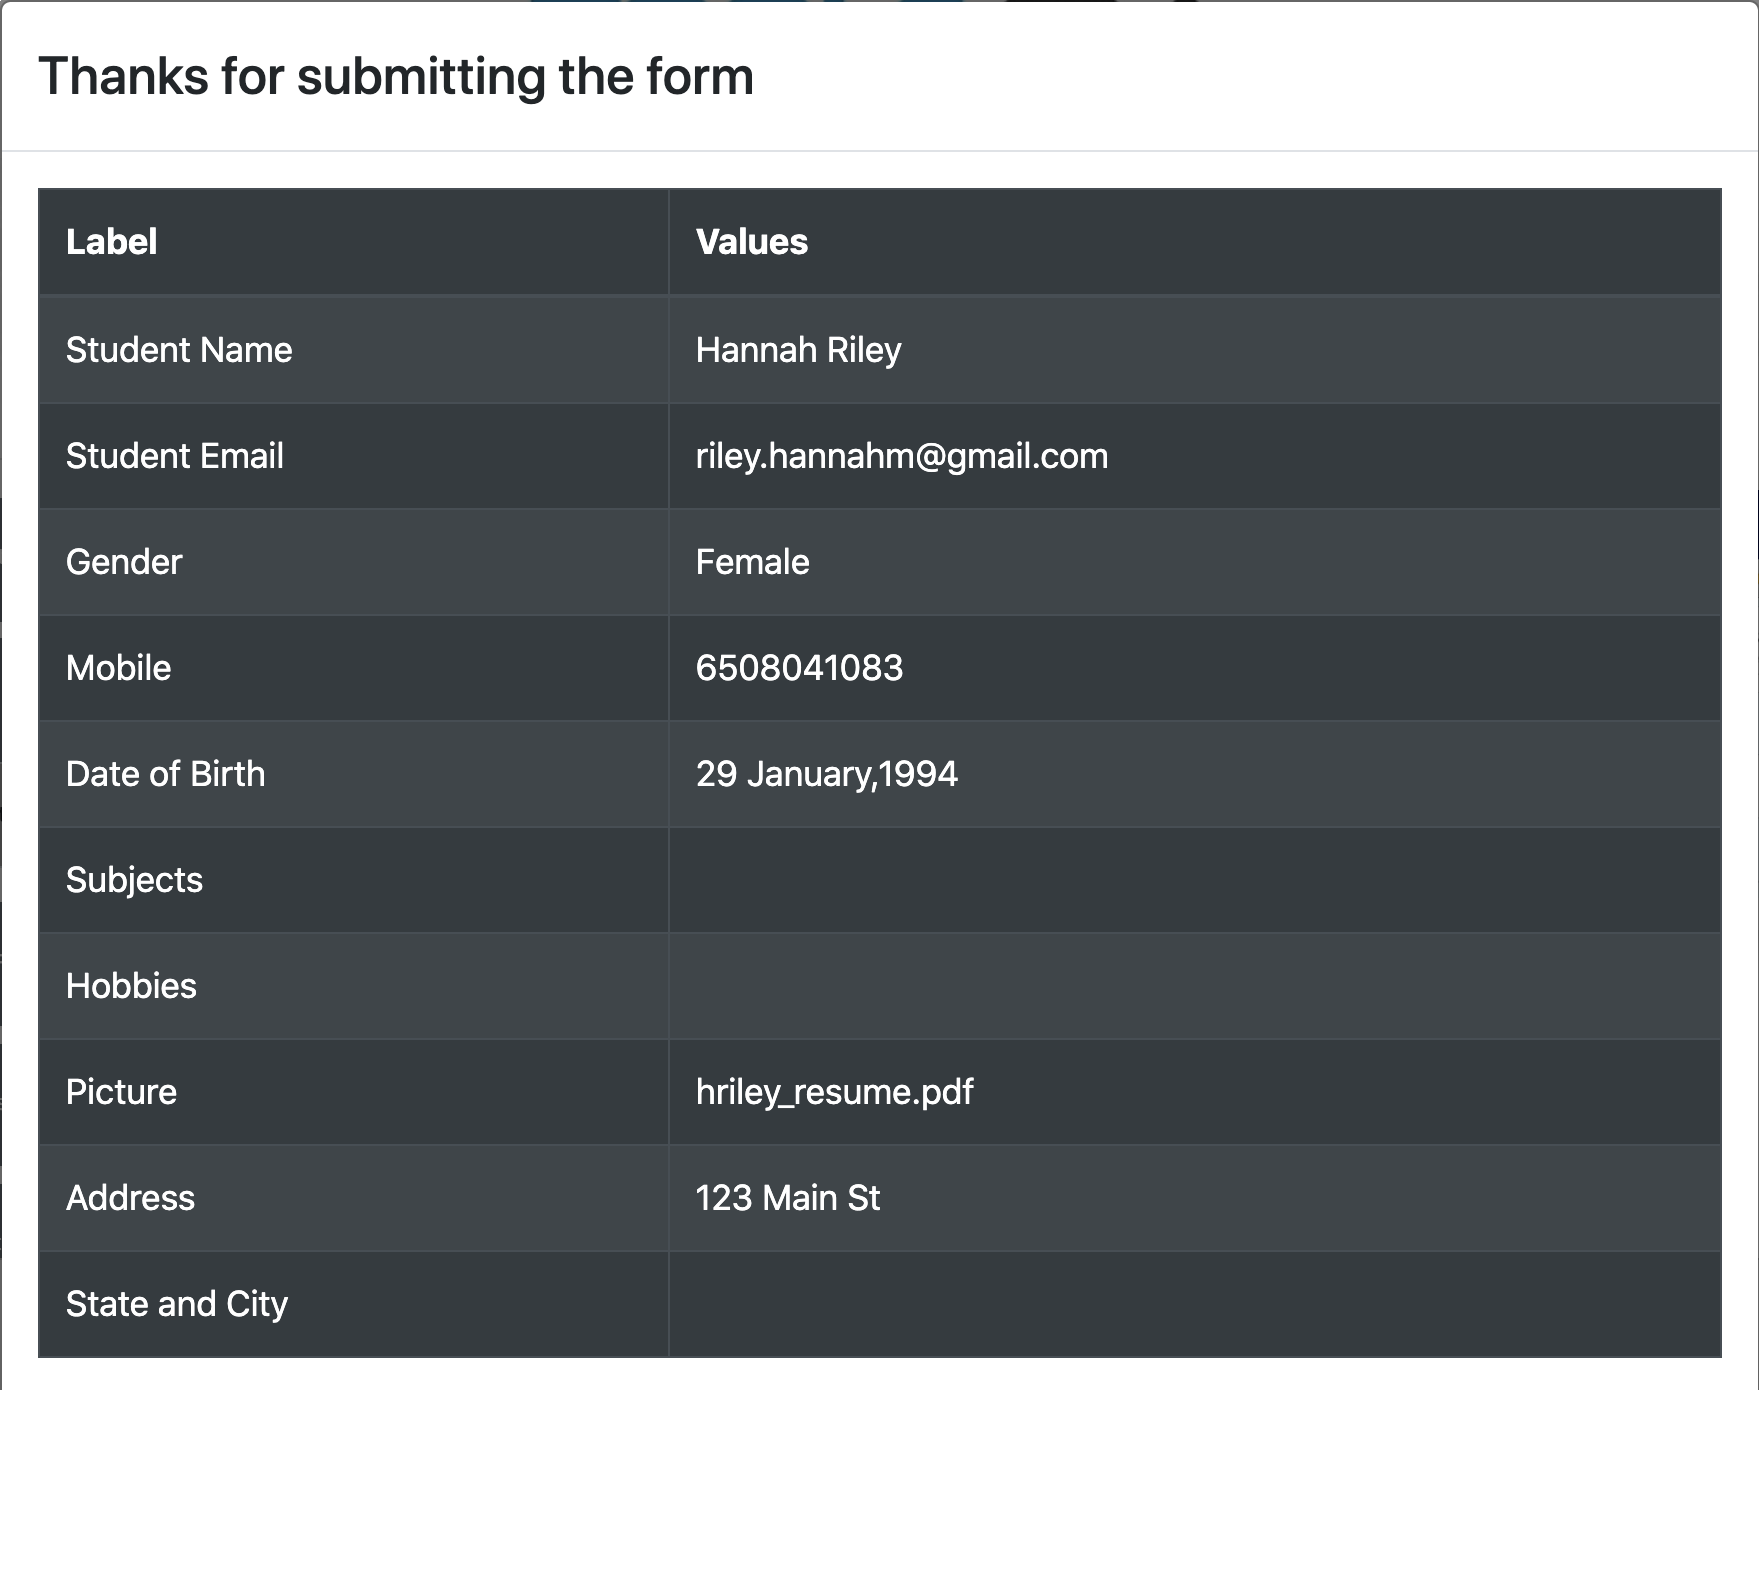 Thanks for submitting the form
Label Values
Student Name Hannah Riley
Student Email riley.hannahm@gmail.com
Gender Female
Mobile 6508041083
Date of Birth 29 January,1994
Subjects
Hobbies
Picture hriley_resume.pdf
Address 123 Main St
State and City